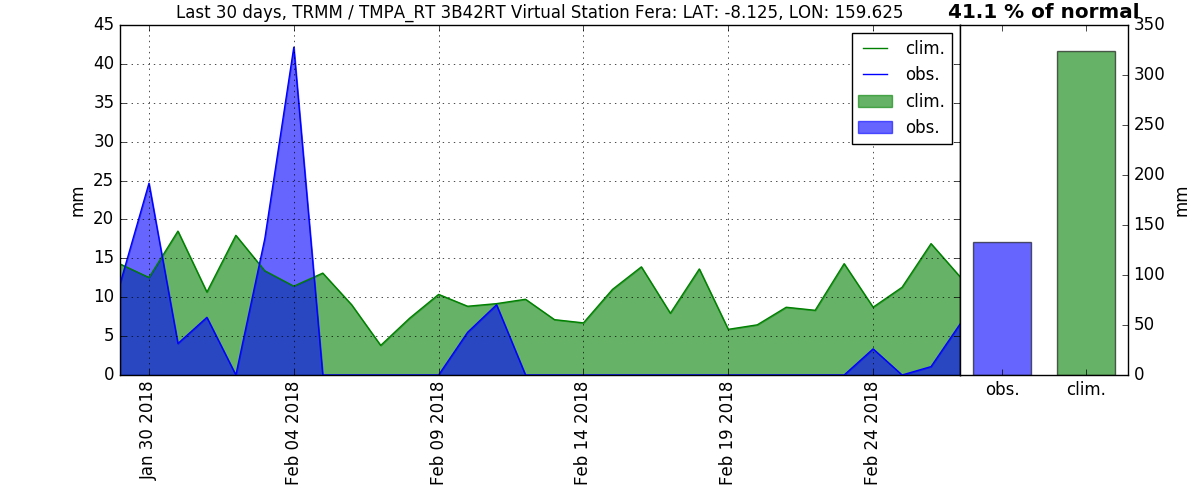 Last 30 days, TRMM / TMPA_RT 3B42RT Virtual Station Fera: LAT: -8.125, LON: 159.625
41.1 % of normal
45
40
35
30
25
20
15
10
5
0
mm
clim.
obs.
clim.
obs.
Jan 30 2018
Feb 04 2018
Feb 09 2018
Feb 14 2018
Feb 19 2018
Feb 24 2018
350
300
250
200
150
100
50
0
mm
obs.
clim.